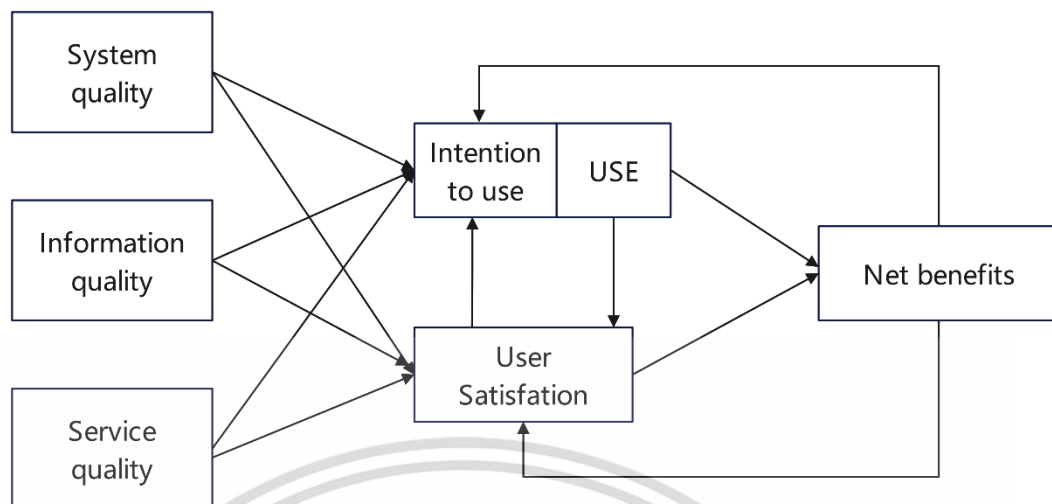 System
quality
Information
quality
Service
quality
Intention
to use
USE
User
Satisfation
Net benefits